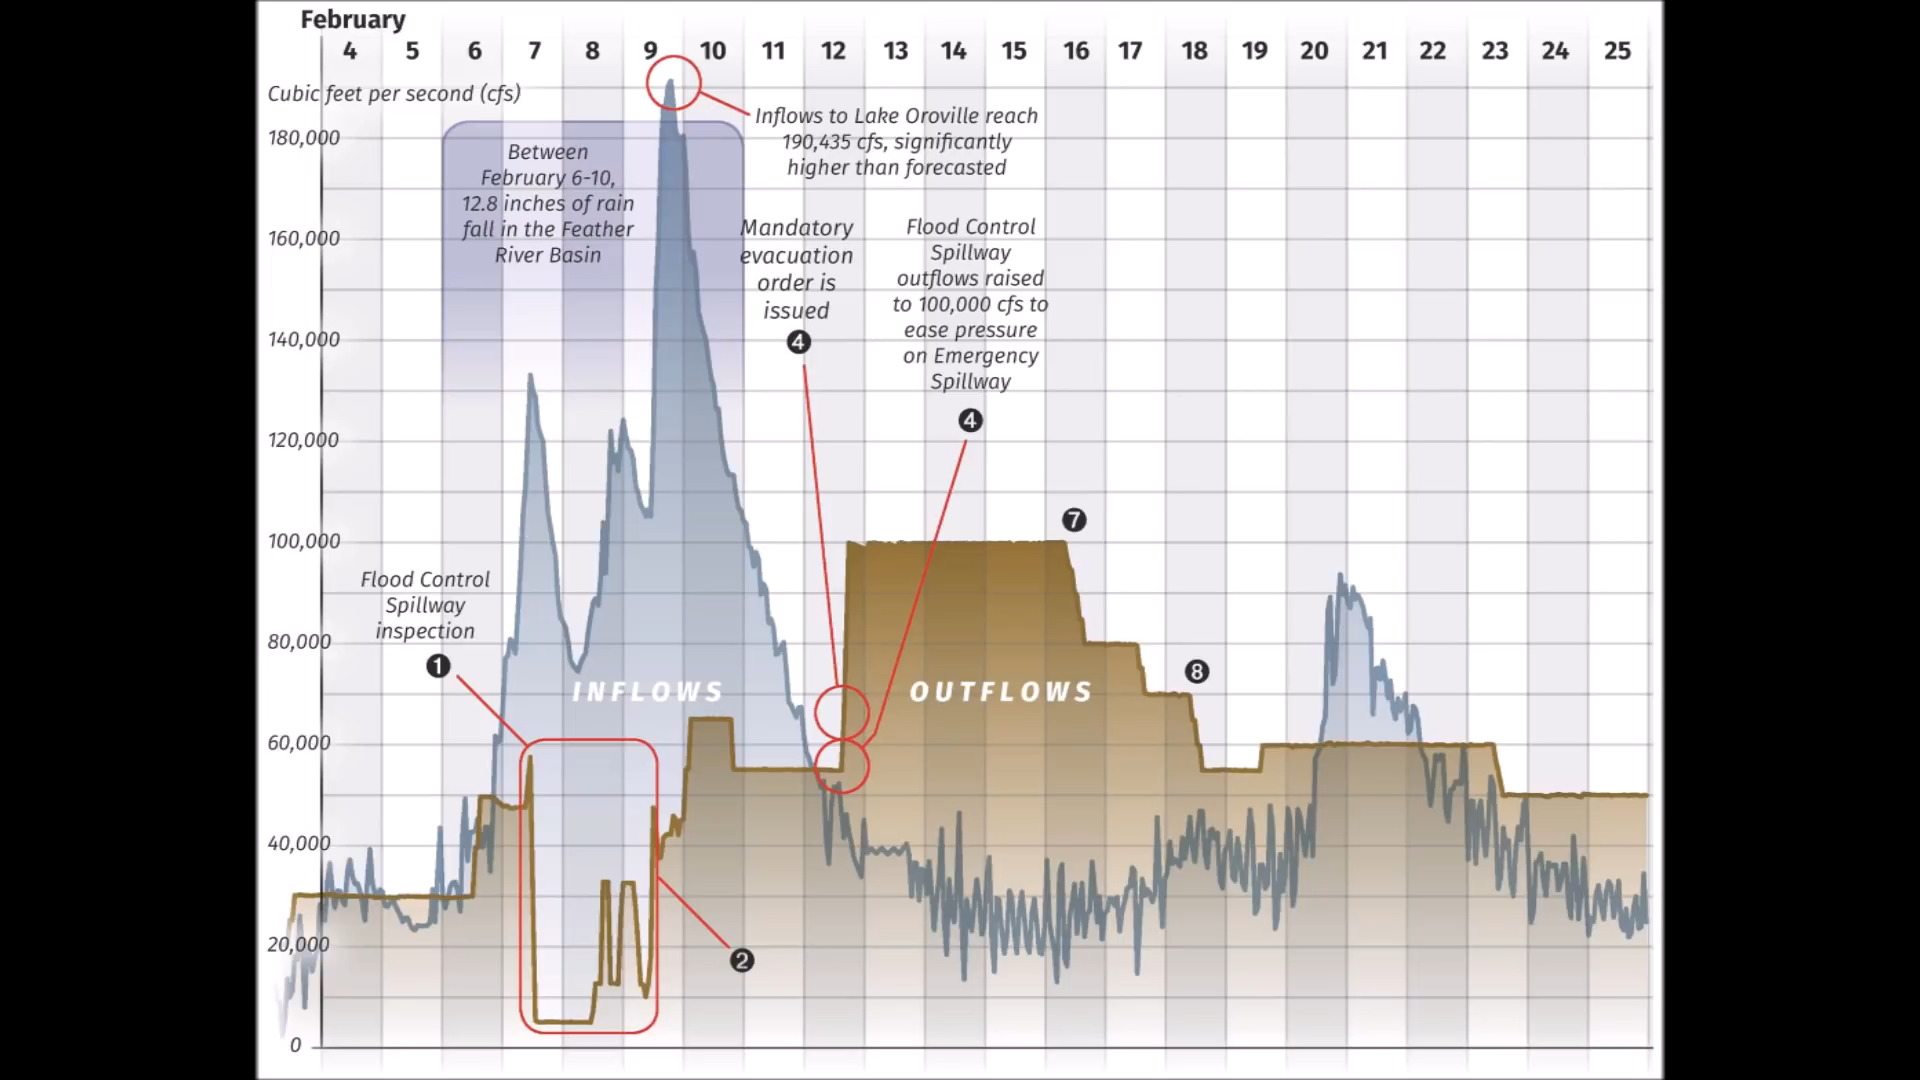 February
4 5 6 7 8 9 10 11 12 13 14 15 16 17 18 19 20 21 22 23 24 25
Cubic feet per second (cfs)
180,000
160,000
140,000
120,000
100,000
80,000
60,000
40,000
20,000
0
Between
February 6-10,
12.8 inches of rain
fall in the Feather
River Basin
Inflows to Lake Oroville reach
190,435 cfs, significantly
higher than forecasted
Mandatory
evacuation
order is
issued
4
Flood Control
Spillway
outflows raised
to 100,000 cfs to
ease pressure
on Emergency
Spillway
4
7
Flood Control
Spillway
inspection
1
8
INFLOWS
OUTFLOWS
2